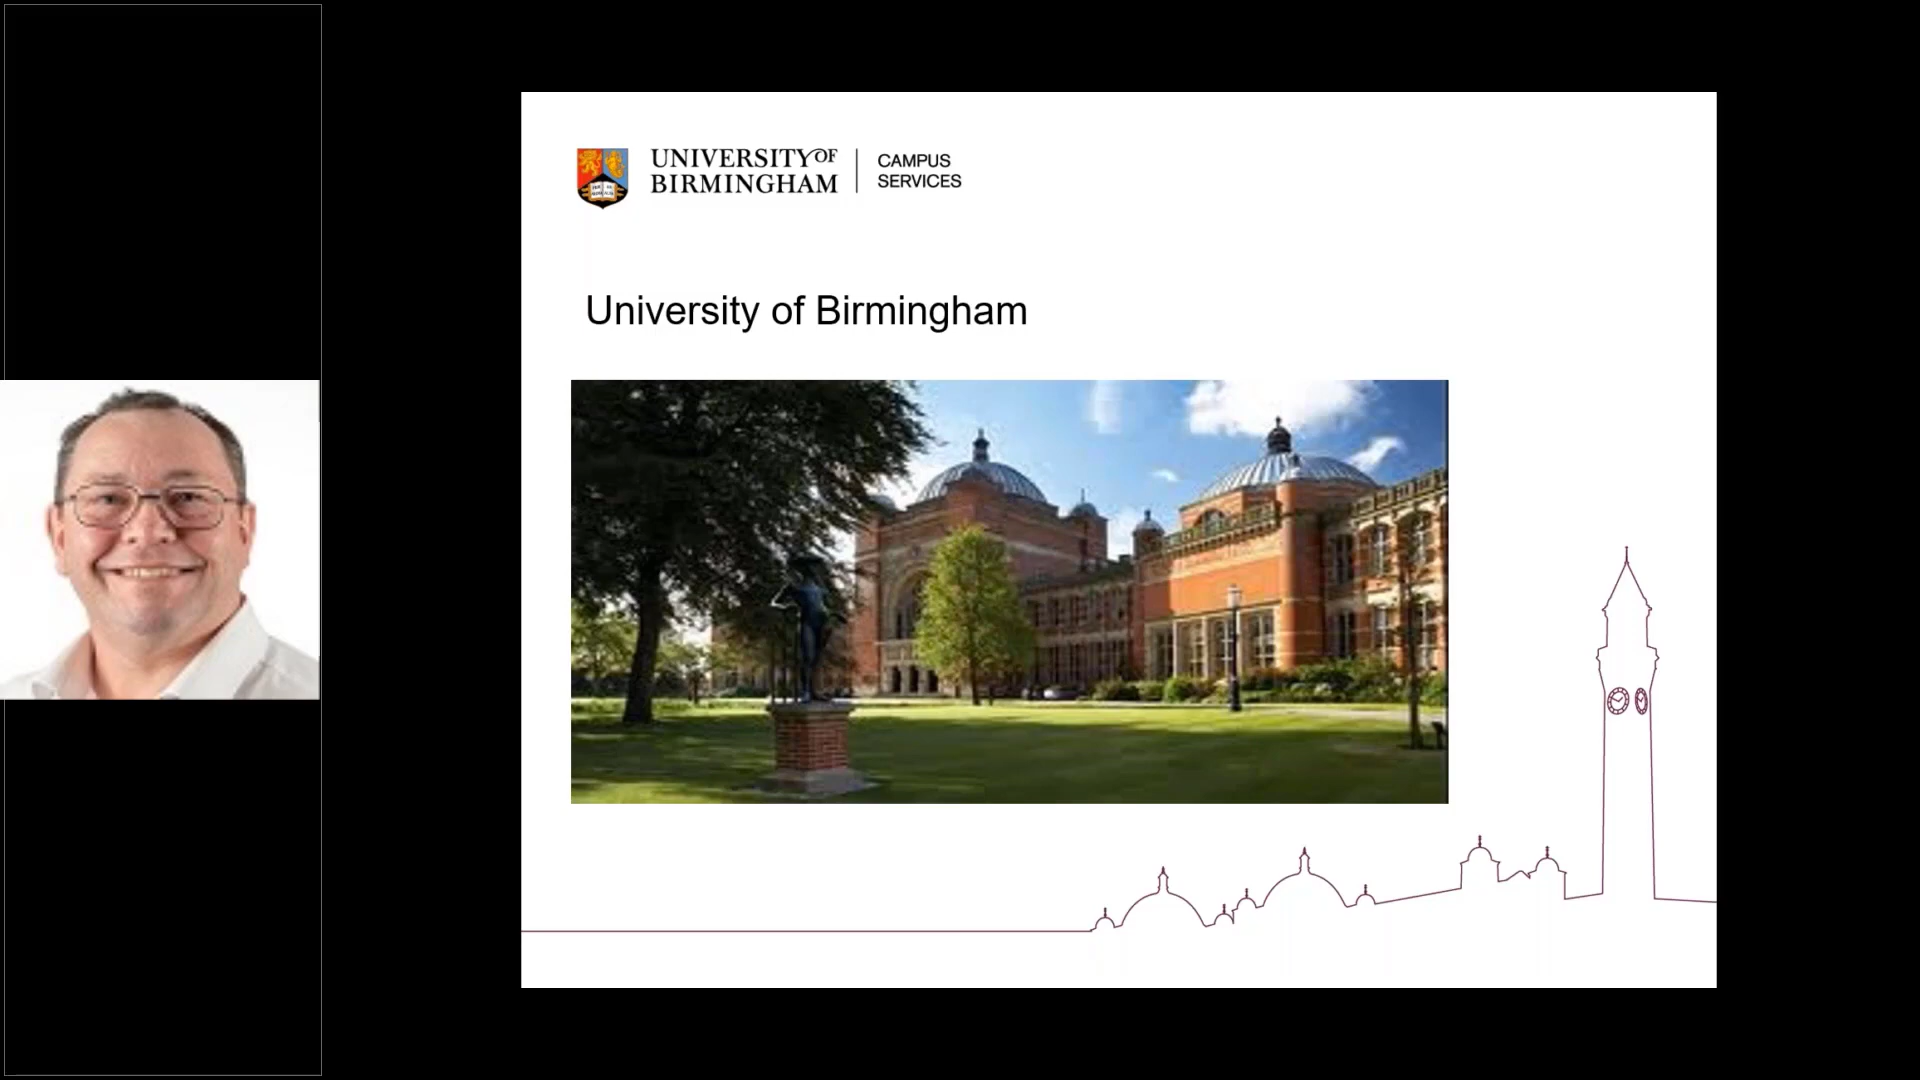 UNIVERSITY OF
BIRMINGHAM
CAMPUS
SERVICES
University of Birmingham